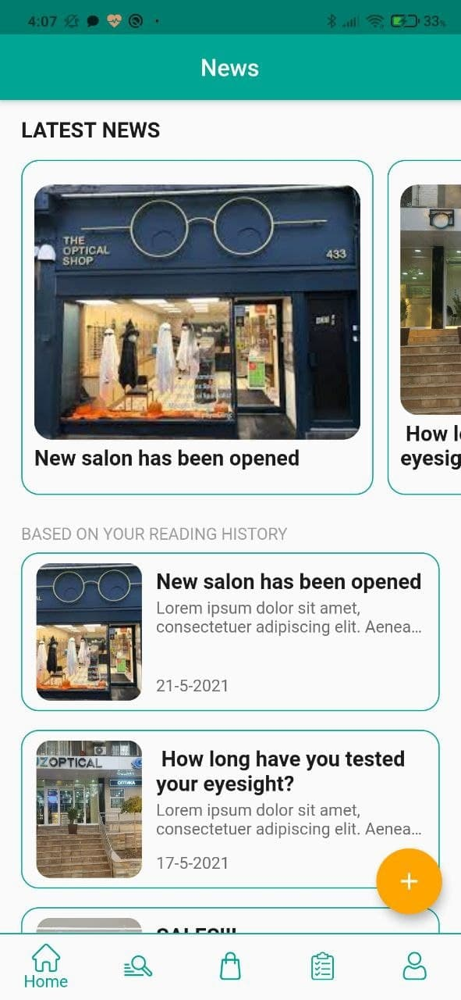 4:07
33%
News
LATEST NEWS
THE
OPTICAL
SHOP
433
New salon has been opened
How l
eyesig
BASED ON YOUR READING HISTORY
New salon has been opened
Lorem ipsum dolor sit amet,
consectetuer adipiscing elit. Aenea...
21-5-2021
How long have you tested
your eyesight?
Lorem ipsum dolor sit amet,
consectetuer adipiscing elit. Aenea...
17-5-2021
UZOPTICAL
ОПТИКА
SALES!!!
Home